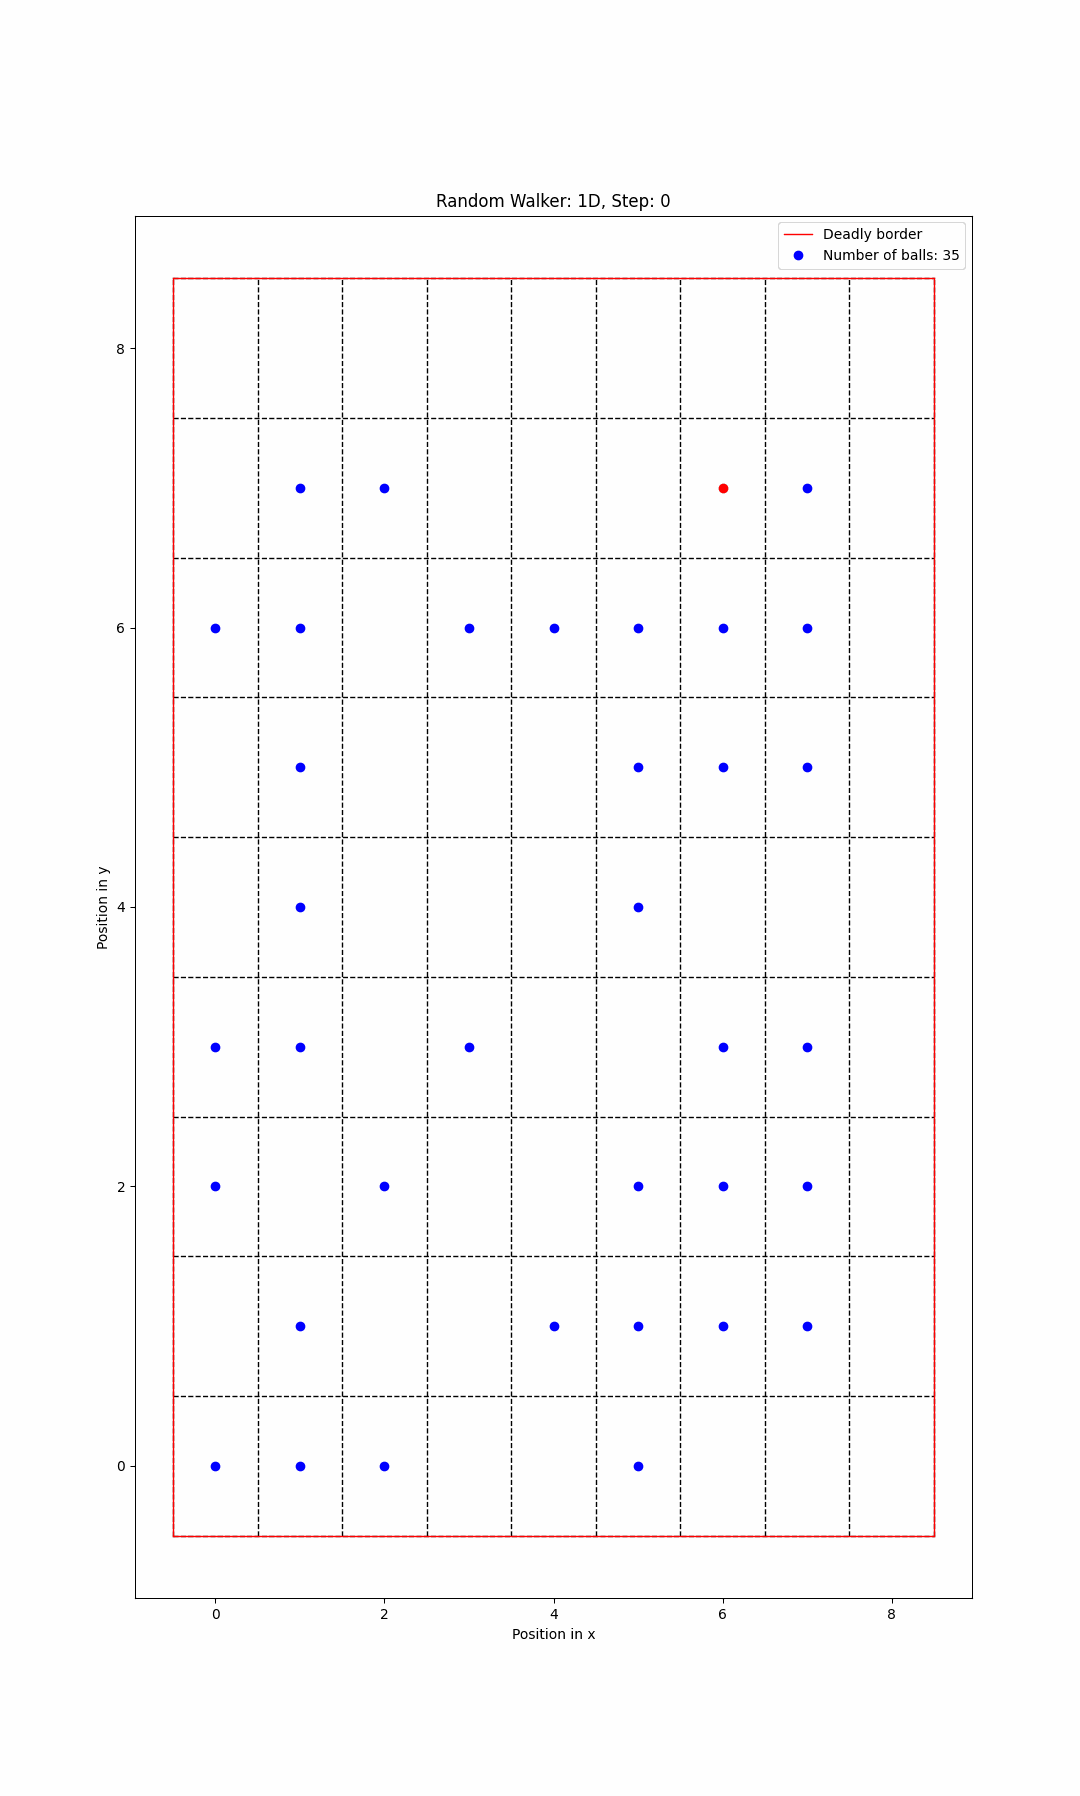 Random Walker: 1D, Step: 0
Deadly border
Number of balls: 35
8
6
4
2
0
Position in y
0 2 4 6 8
Position in x